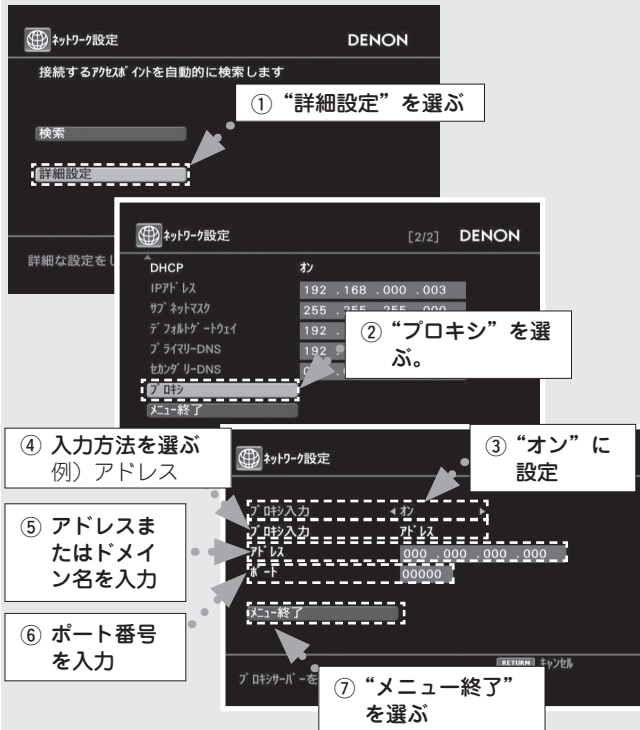 ネットワーク設定
DENON
接続するアクセスポイントを自動的に検索します
① “詳細設定” を選ぶ
検索
詳細設定
詳細な設定をし
ネットワーク設定
[2/2] DENON
DHCP オン
IPアドレス 192 .168 .000 .003
サブネットマスク 255 .255 .255 .000
デフォルトゲートウェイ 192 .
プライマリーDNS 192 .
セカンダリーDNS
プロキシ
メニュー終了
② “プロキシ” を選
ぶ。
④ 入力方法を選ぶ
例）アドレス
ネットワーク設定
③ “オン” に
設定
プロキシ入力 オン
プロキシ入力 アドレス
アドレス 000 .000 .000 .000
ポート 00000
⑤ アドレスま
たはドメイ
ン名を入力
メニュー終了
⑥ ポート番号
を入力
RETURN キャンセル
プロキシサーバーを
⑦ “メニュー終了”
を選ぶ